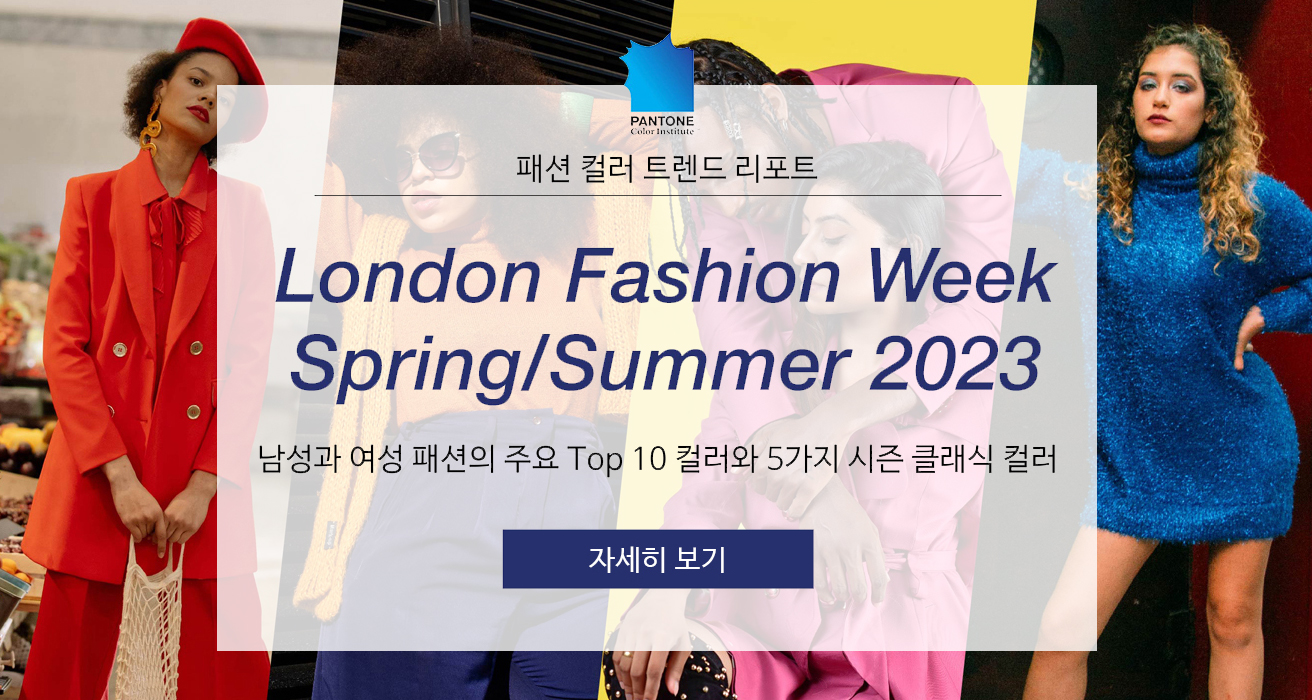 PANTONE
Color Institute
패션 컬러 트렌드 리포트
London Fashion Week
Spring/Summer 2023
남성과 여성 패션의 주요 Top 10 컬러와 5가지 시즌 클래식 컬러
자세히 보기